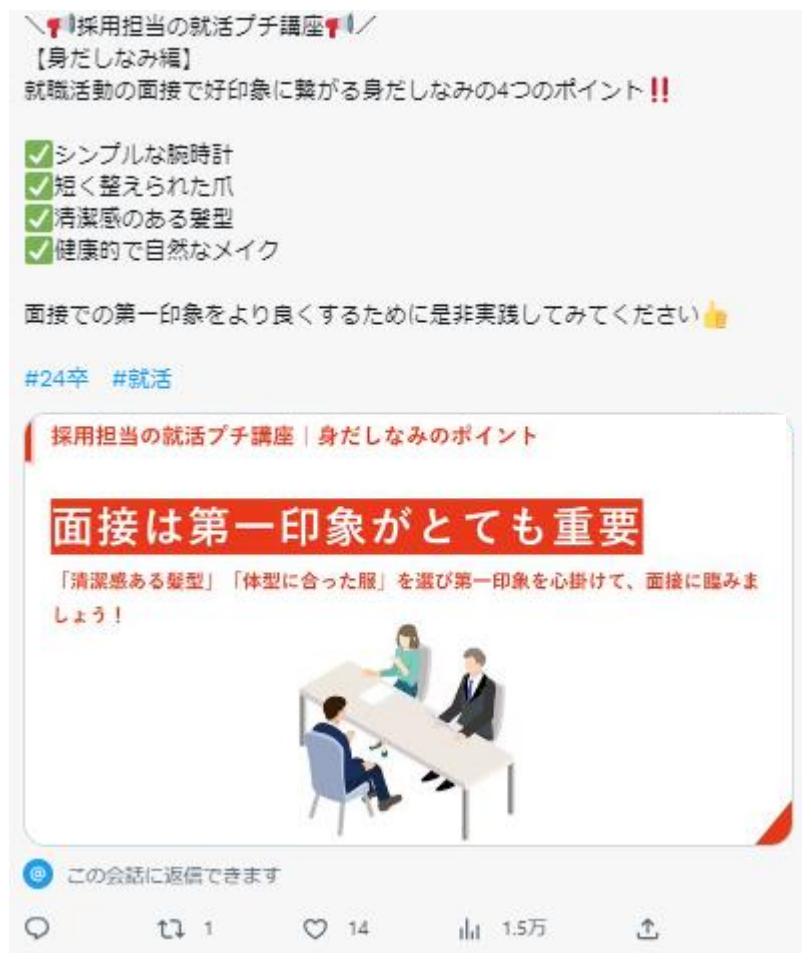 ＼📢採用担当の就活プチ講座📢／
【身だしなみ編】
就職活動の面接で好印象に繋がる身だしなみの4つのポイント‼
✅シンプルな腕時計
✅短く整えられた爪
✅清潔感のある髪型
✅健康的で自然なメイク
面接での第一印象をより良くするために是非実践してみてください👍
#24卒 #就活
採用担当の就活プチ講座｜身だしなみのポイント
面接は第一印象がとても重要
「清潔感ある髪型」「体型に合った服」を選び第一印象を心掛けて、面接に臨みま
しょう！
@ この会話に返信できます
1 14 1.5万